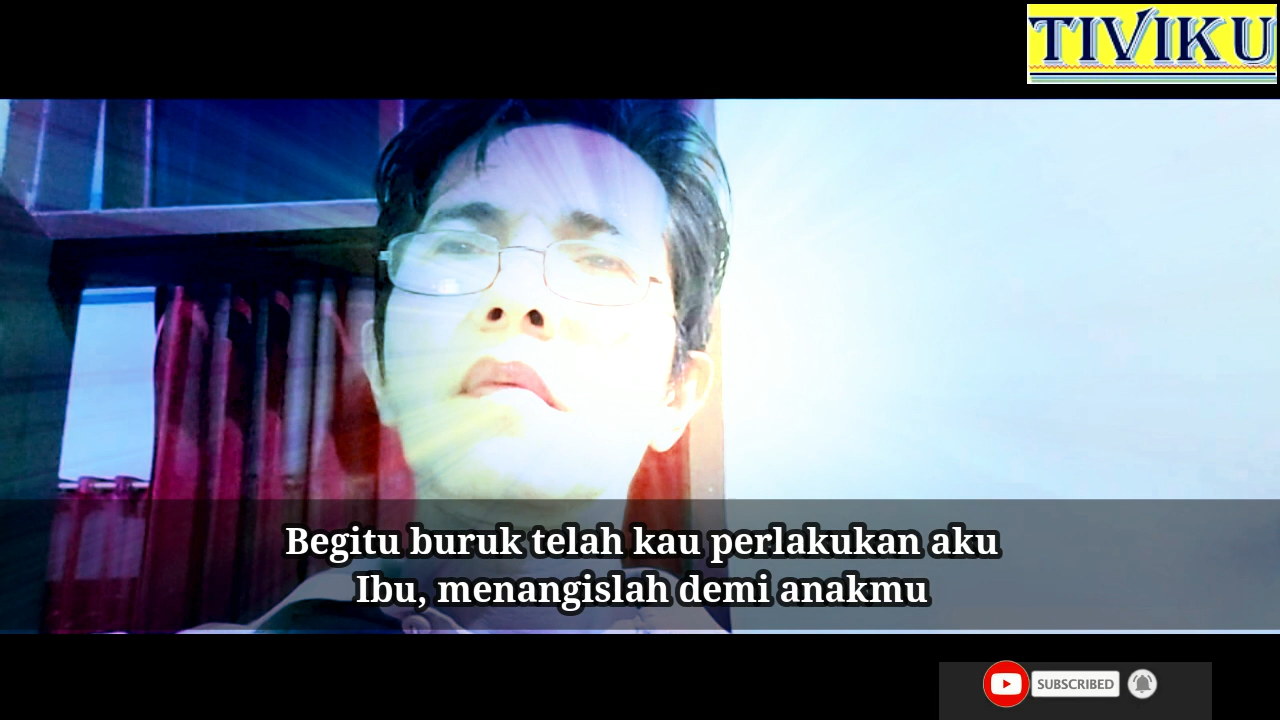 TIVIKU
Begitu buruk telah kau perlakukan aku
Ibu, menangislah demi anakmu
SUBSCRIBED